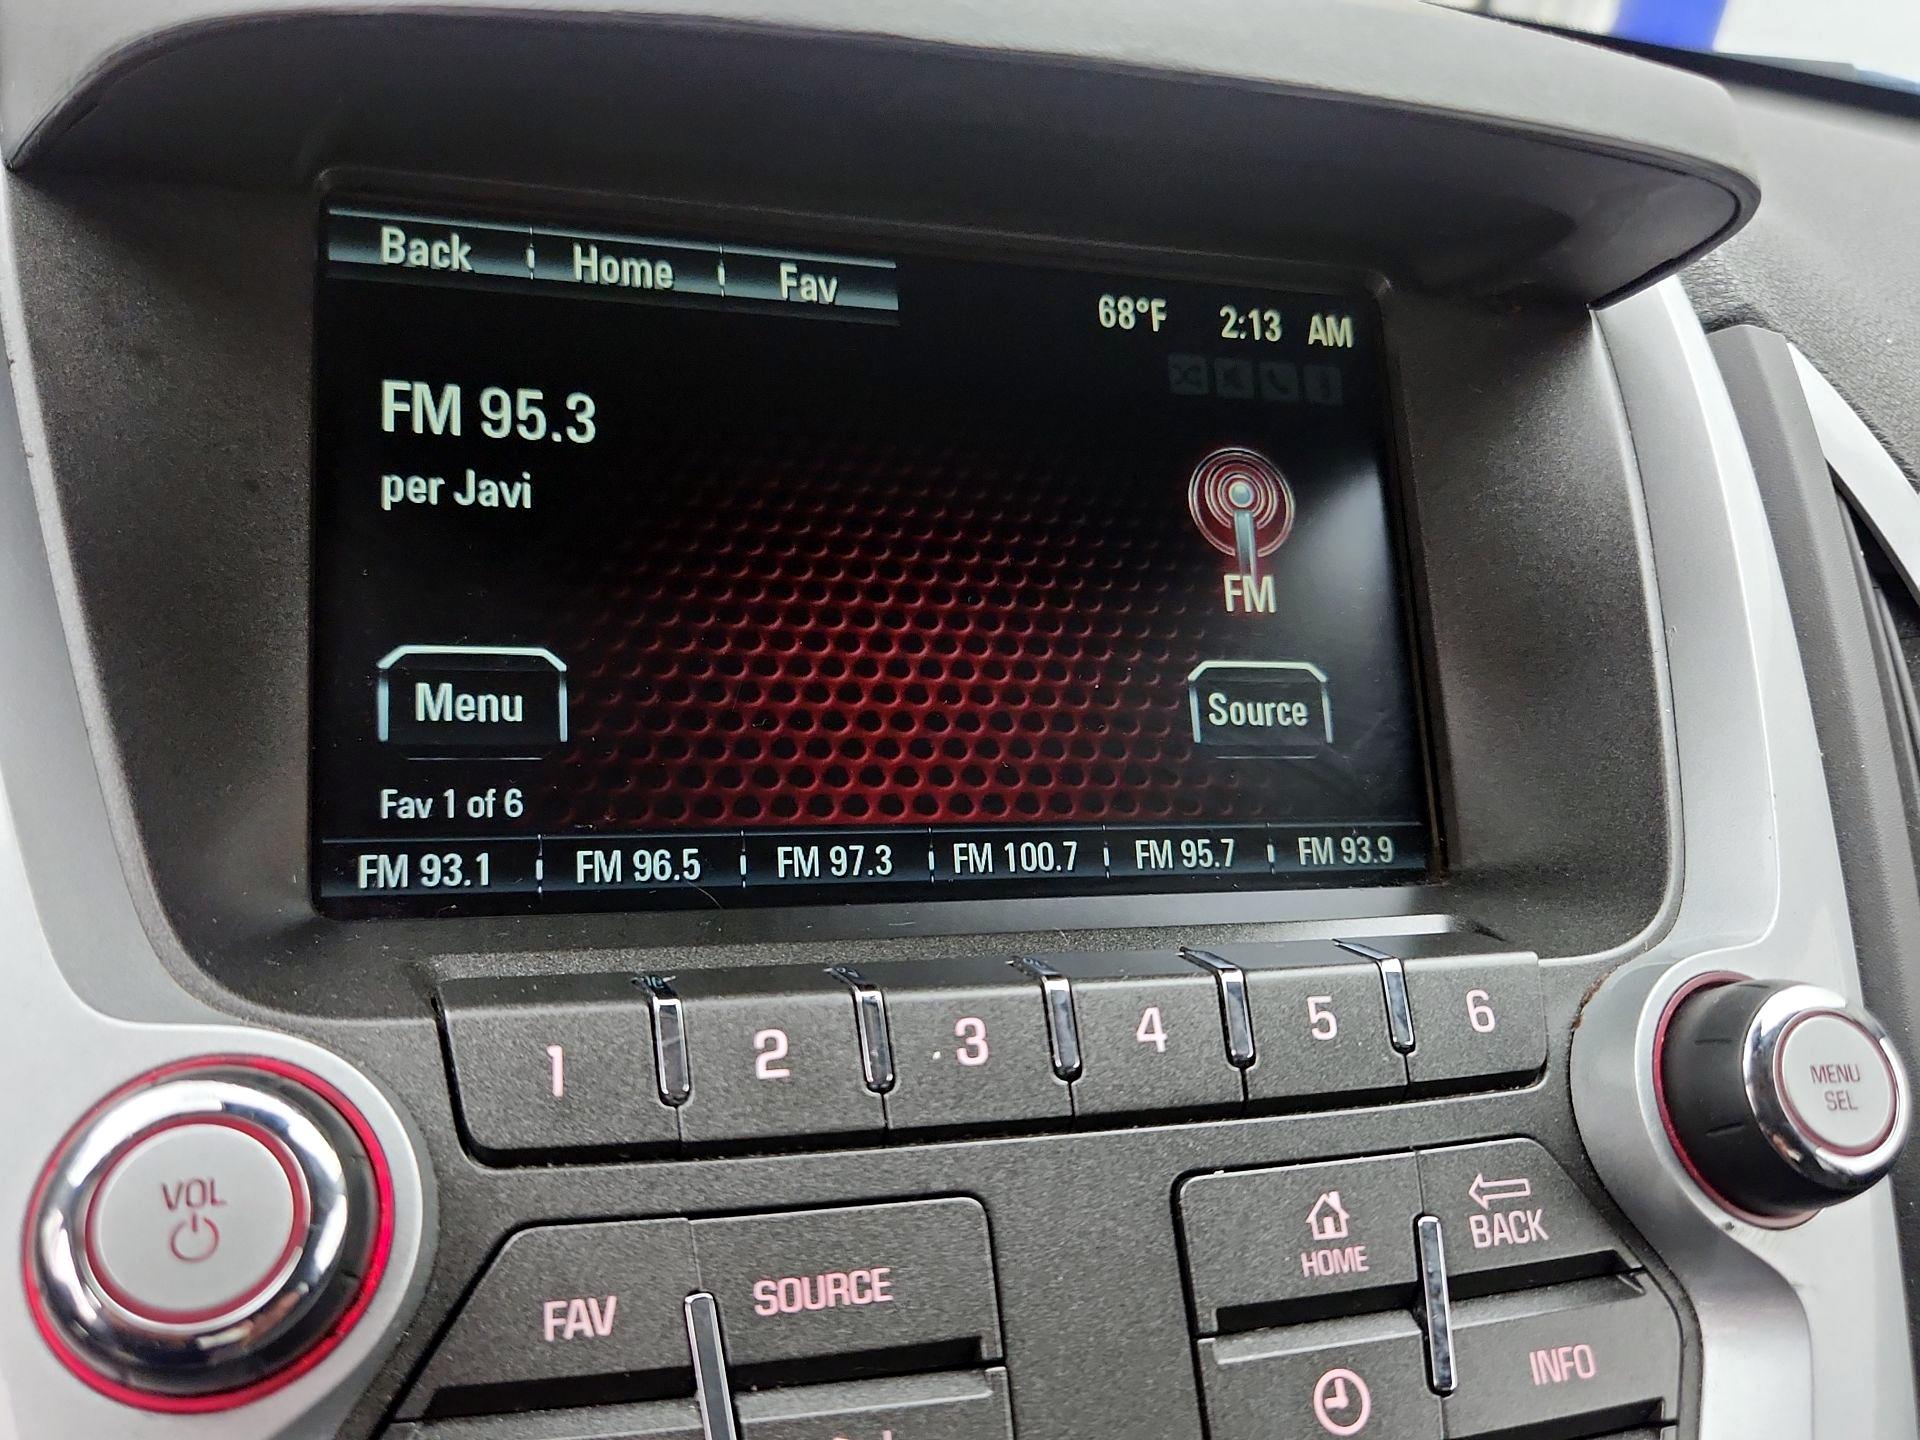 Back Home Fav
68°F 2:13 AM
FM 95.3
per Javi
FM
Menu
Source
Fav 1 of 6
FM 93.1 FM 96.5 FM 97.3 FM 100.7 FM 95.7 FM 93.9
1 2 3 4 5 6
MENU
SEL
VOL
HOME
BACK
FAV
SOURCE
INFO